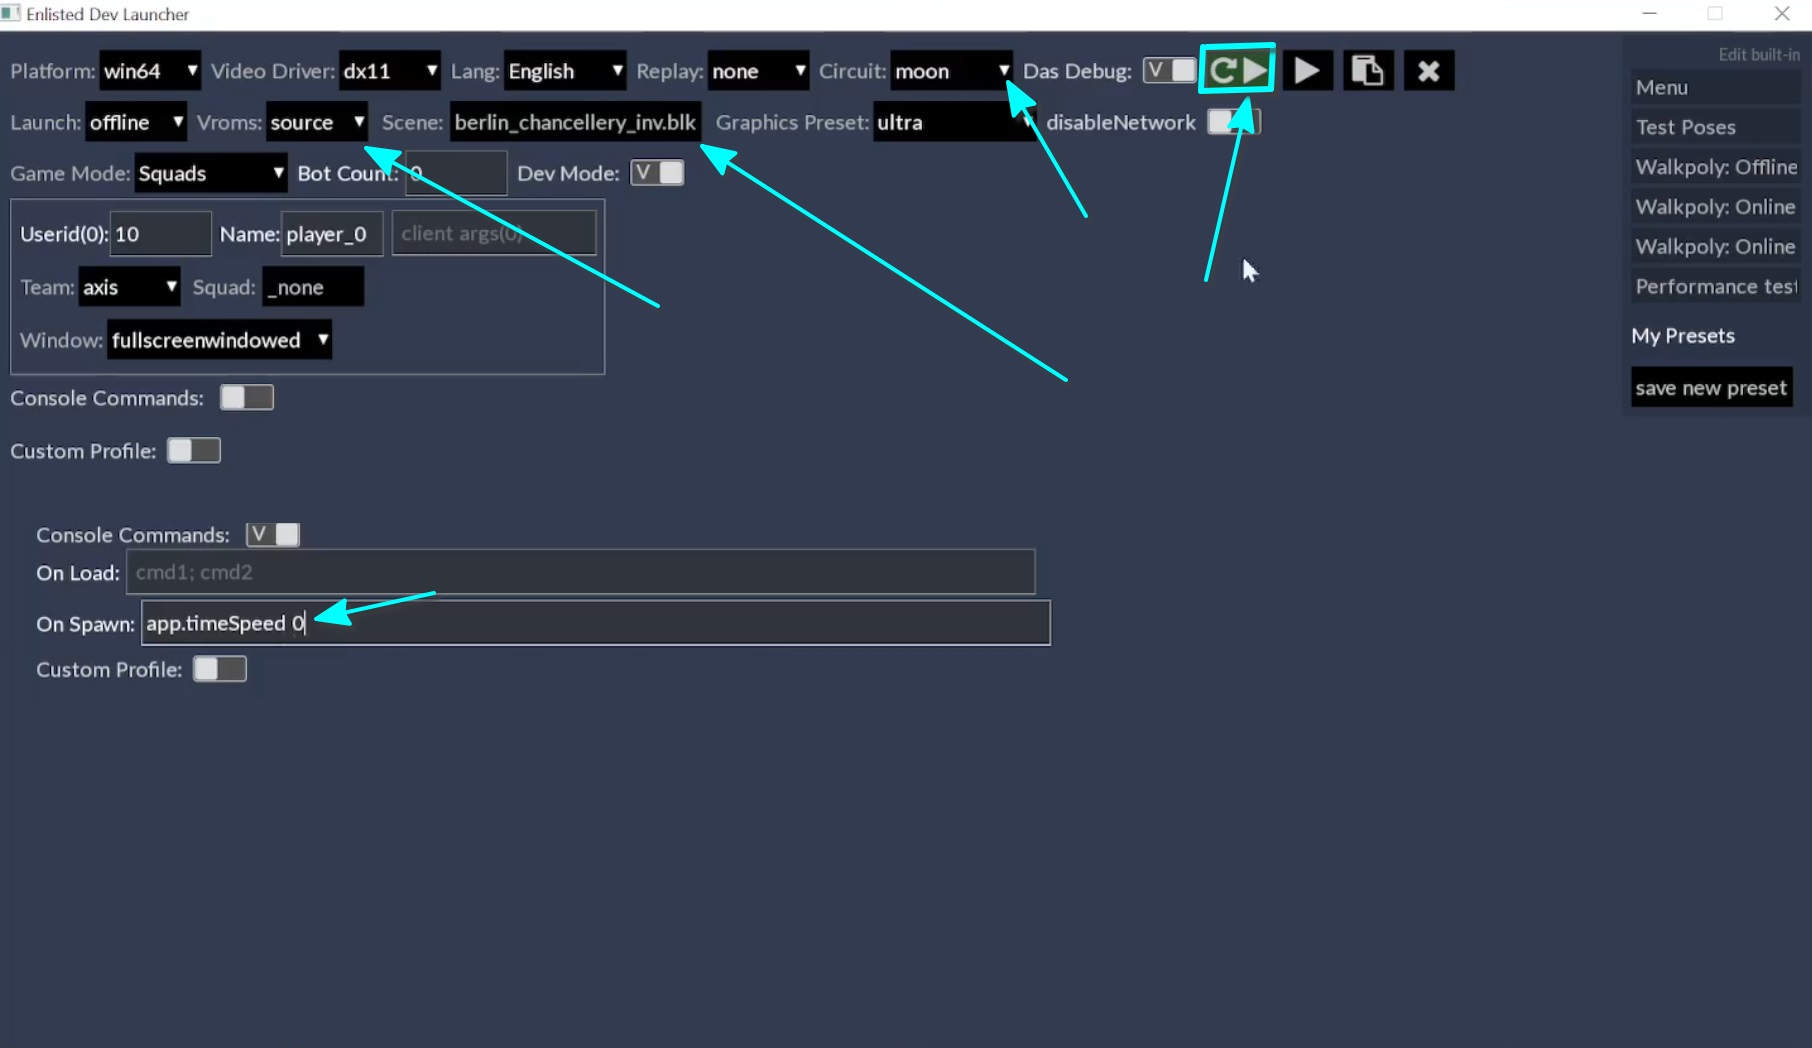 Enlisted Dev Launcher
Platform: win64 Video Driver: dx11 Lang: English Replay: none Circuit: moon Das Debug: V
Launch: offline Vroms: source Scene: berlin_chancellery_inv.blk Graphics Preset: ultra disableNetwork
Game Mode: Squads Bot Count: 0 Dev Mode: V
Userid(0): 10 Name: player_0 client args(0)
Team: axis Squad: _none
Window: fullscreenwindowed
Console Commands:
Custom Profile:
Console Commands: V
On Load: cmd1; cmd2
On Spawn: app.timeSpeed 0
Custom Profile:
Edit built-in
Menu
Test Poses
Walkpoly: Offline
Walkpoly: Online
Walkpoly: Online
Performance test
My Presets
save new preset